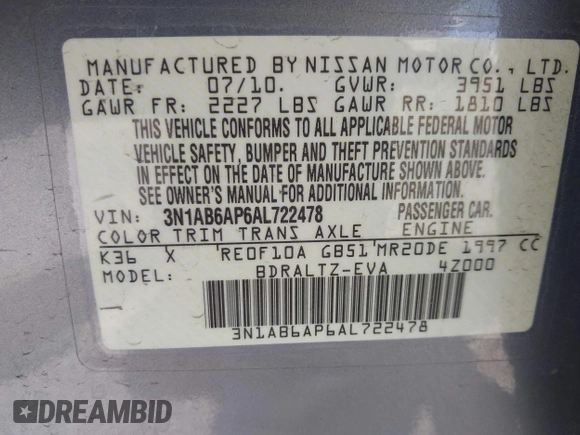 MANUFACTURED BY NISSAN MOTOR CO., LTD.
DATE: 07/10. GVWR: 3951 LBS
GAWR FR: 2227 LBS GAWR RR: 1810 LBS
THIS VEHICLE CONFORMS TO ALL APPLICABLE FEDERAL MOTOR
VEHICLE SAFETY, BUMPER AND THEFT PREVENTION STANDARDS
IN EFFECT ON THE DATE OF MANUFACTURE SHOWN ABOVE.
SEE OWNER'S MANUAL FOR ADDITIONAL INFORMATION.
VIN: 3N1AB6AP6AL722478 PASSENGER CAR.
COLOR TRIM TRANS AXLE ENGINE
K36 X RE0F10A GB51 MR20DE 1997 CC
MODEL: BDRALTZ-EVA 4Z000
3N1AB6AP6AL722478
DREAMBID